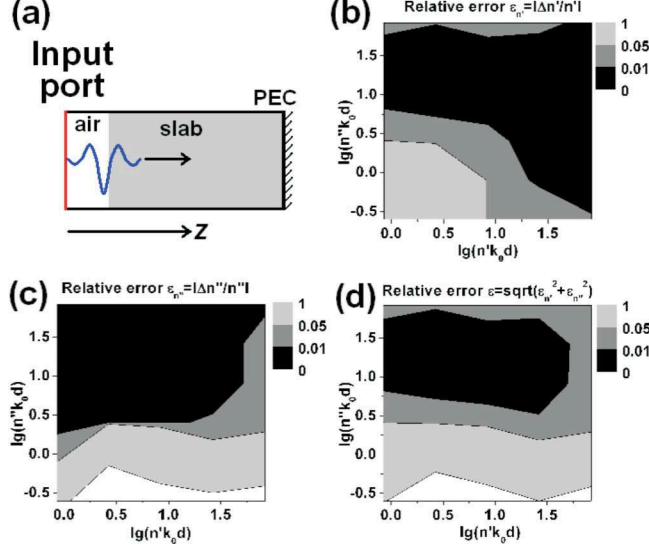 (a)
Input
port
PEC
air
slab
z
(b)
Relative error εn'=|Δn'/n'|
1
0.05
0.01
0
lg(n''k0d)
1.5
1.0
0.5
0.0
-0.5
0.0
0.5
1.0
1.5
lg(n'k0d)
(c)
Relative error εn''=|Δn''/n''|
1
0.05
0.01
0
lg(n''k0d)
1.5
1.0
0.5
0.0
-0.5
0.0
0.5
1.0
1.5
lg(n'k0d)
(d)
Relative error ε=sqrt(εn'²+εn''²)
1
0.05
0.01
0
lg(n''k0d)
1.5
1.0
0.5
0.0
-0.5
0.0
0.5
1.0
1.5
lg(n'k0d)